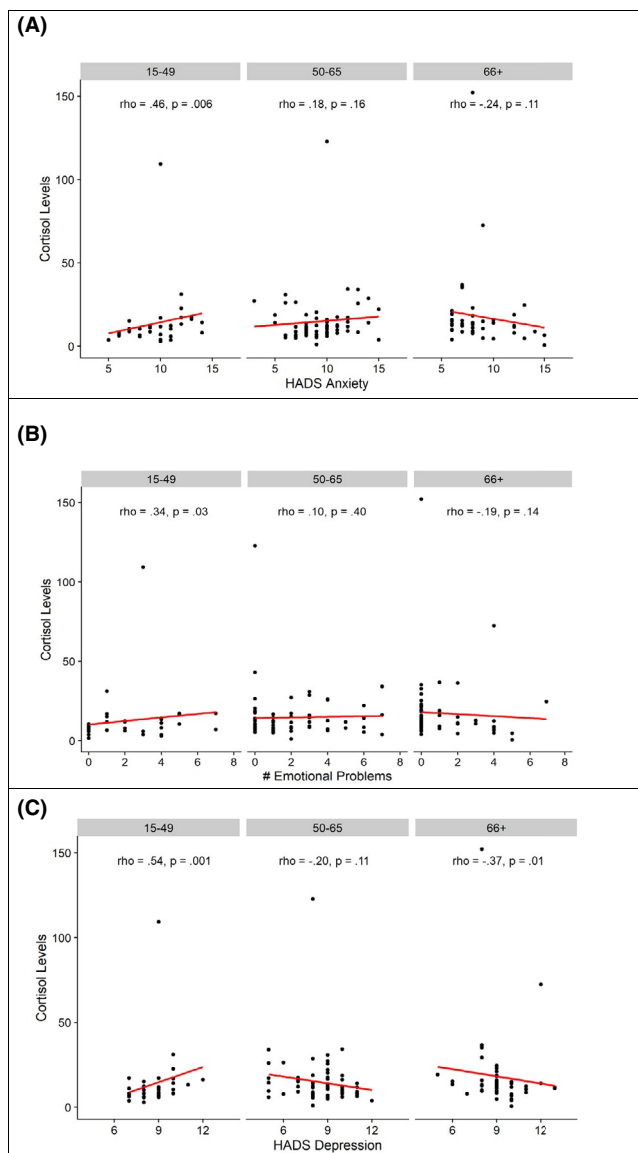 (A)
15-49 50-65 66+
rho = .46, p = .006 rho = .18, p = .16 rho = -.24, p = .11
150
100
50
0
Cortisol Levels
5 10 15 5 10 15 5 10 15
HADS Anxiety
(B)
15-49 50-65 66+
rho = .34, p = .03 rho = .10, p = .40 rho = -.19, p = .14
150
100
50
0
Cortisol Levels
0 2 4 6 8 0 2 4 6 8 0 2 4 6 8
# Emotional Problems
(C)
15-49 50-65 66+
rho = .54, p = .001 rho = -.20, p = .11 rho = -.37, p = .01
150
100
50
0
Cortisol Levels
6 9 12 6 9 12 6 9 12
HADS Depression